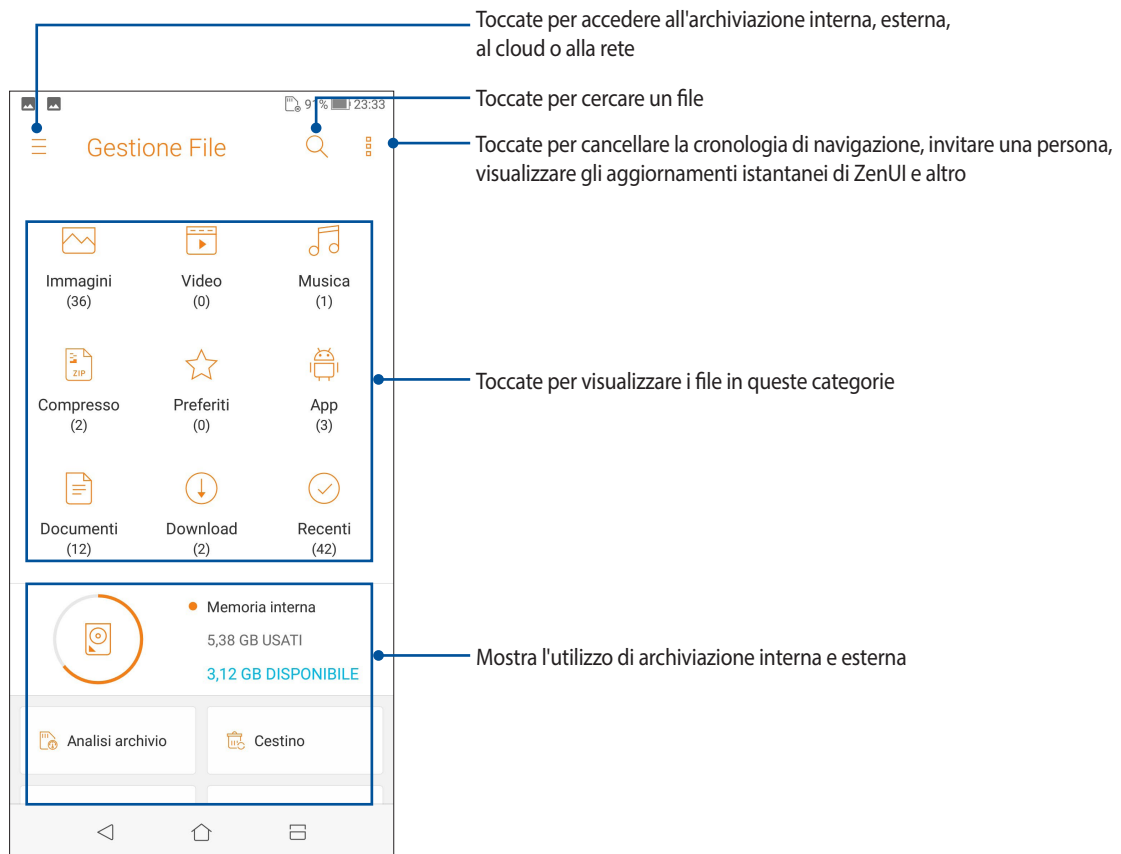 Toccate per accedere all'archiviazione interna, esterna,
al cloud o alla rete
91% 23:33
Toccate per cercare un file
Gestione File
Toccate per cancellare la cronologia di navigazione, invitare una persona,
visualizzare gli aggiornamenti istantanei di ZenUI e altro
Immagini Video Musica
(36) (0) (1)
ZIP
Compresso Preferiti App
(2) (0) (3)
Toccate per visualizzare i file in queste categorie
Documenti Download Recenti
(12) (2) (42)
Memoria interna
5,38 GB USATI
3,12 GB DISPONIBILE
Mostra l'utilizzo di archiviazione interna e esterna
Analisi archivio Cestino